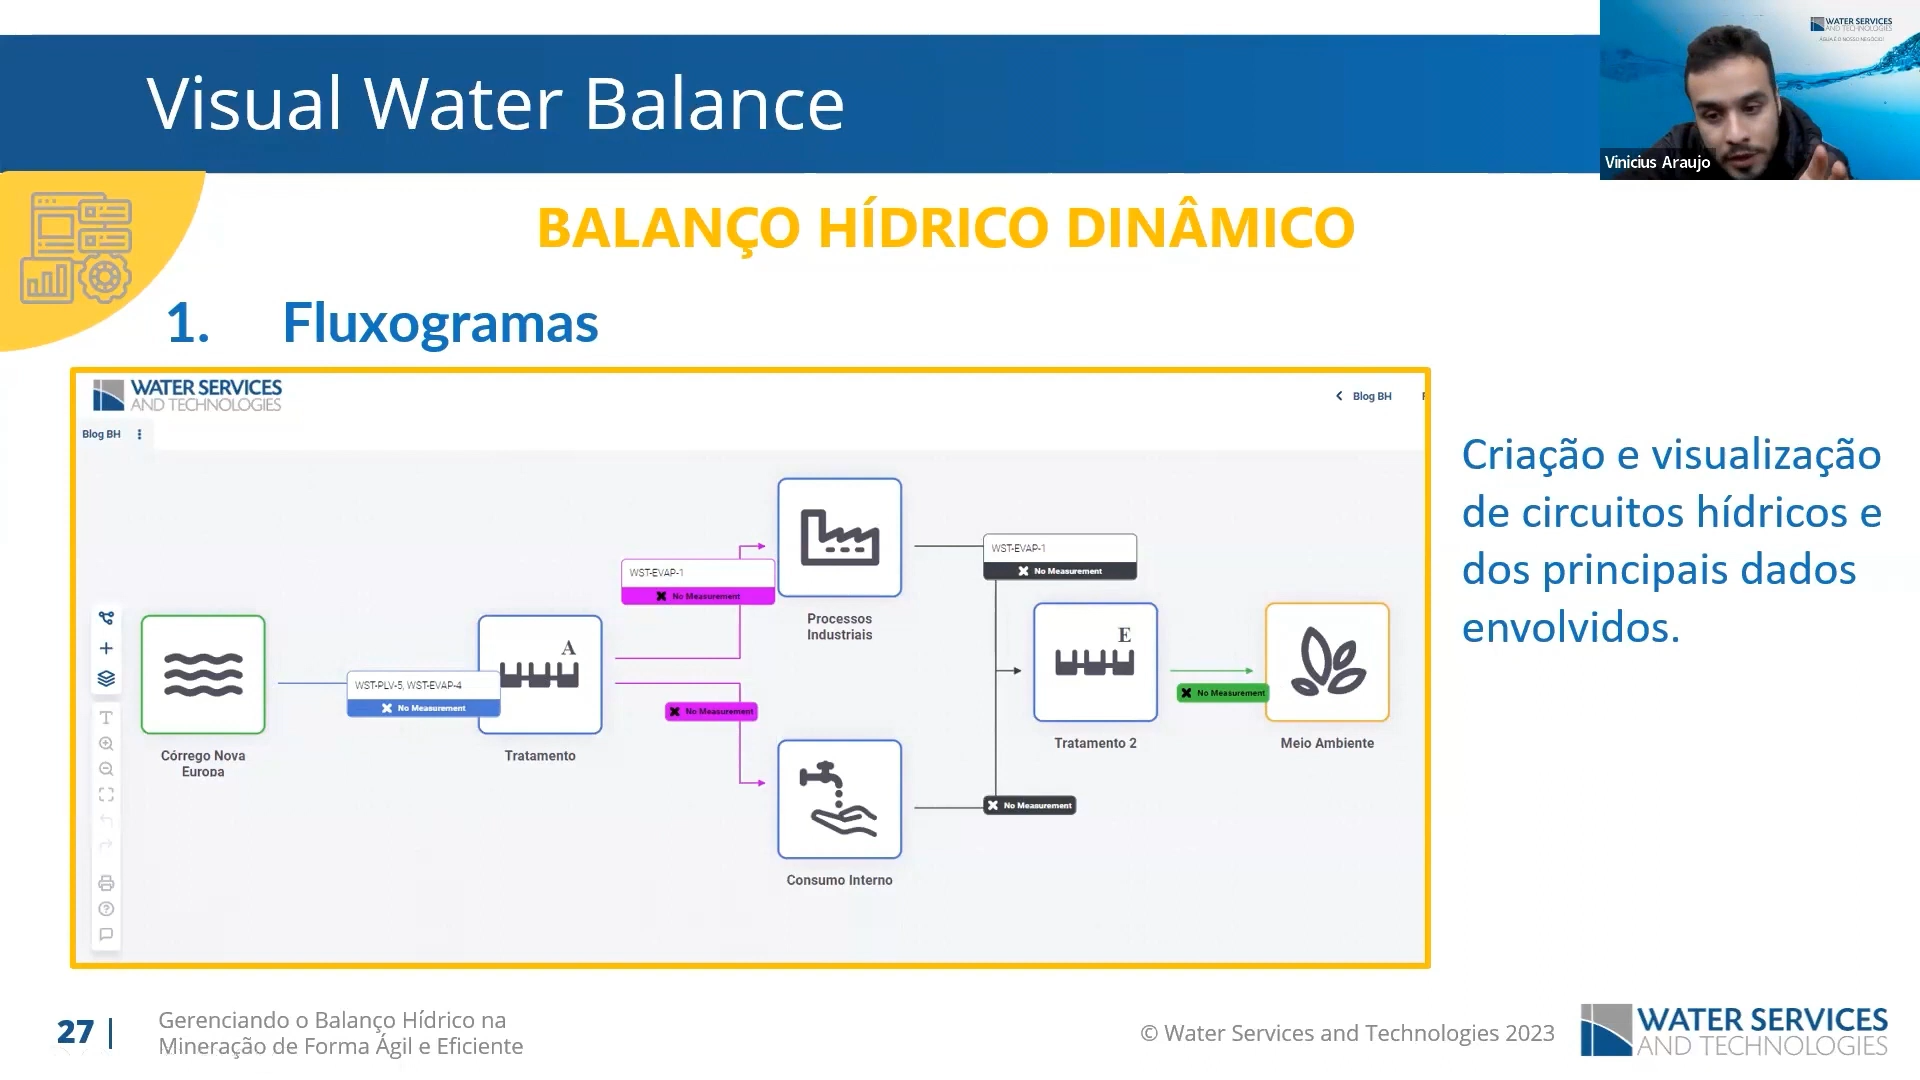 Visual Water Balance
WATER SERVICES
AND TECHNOLOGIES
Vinicius Araujo
BALANÇO HÍDRICO DINÂMICO
1. Fluxogramas
WATER SERVICES
AND TECHNOLOGIES
Blog BH
Blog BH
WST-EVAP-1
No Measurement
WST-EVAP-1
No Measurement
Processos
Industriais
A
E
WST-PLV-5, WST-EVAP-4
No Measurement
No Measurement
No Measurement
Córrego Nova
Europa
Tratamento
Tratamento 2
Meio Ambiente
No Measurement
Consumo Interno
Criação e visualização
de circuitos hídricos e
dos principais dados
envolvidos.
27 |
Gerenciando o Balanço Hídrico na
Mineração de Forma Ágil e Eficiente
© Water Services and Technologies 2023
WATER SERVICES
AND TECHNOLOGIES